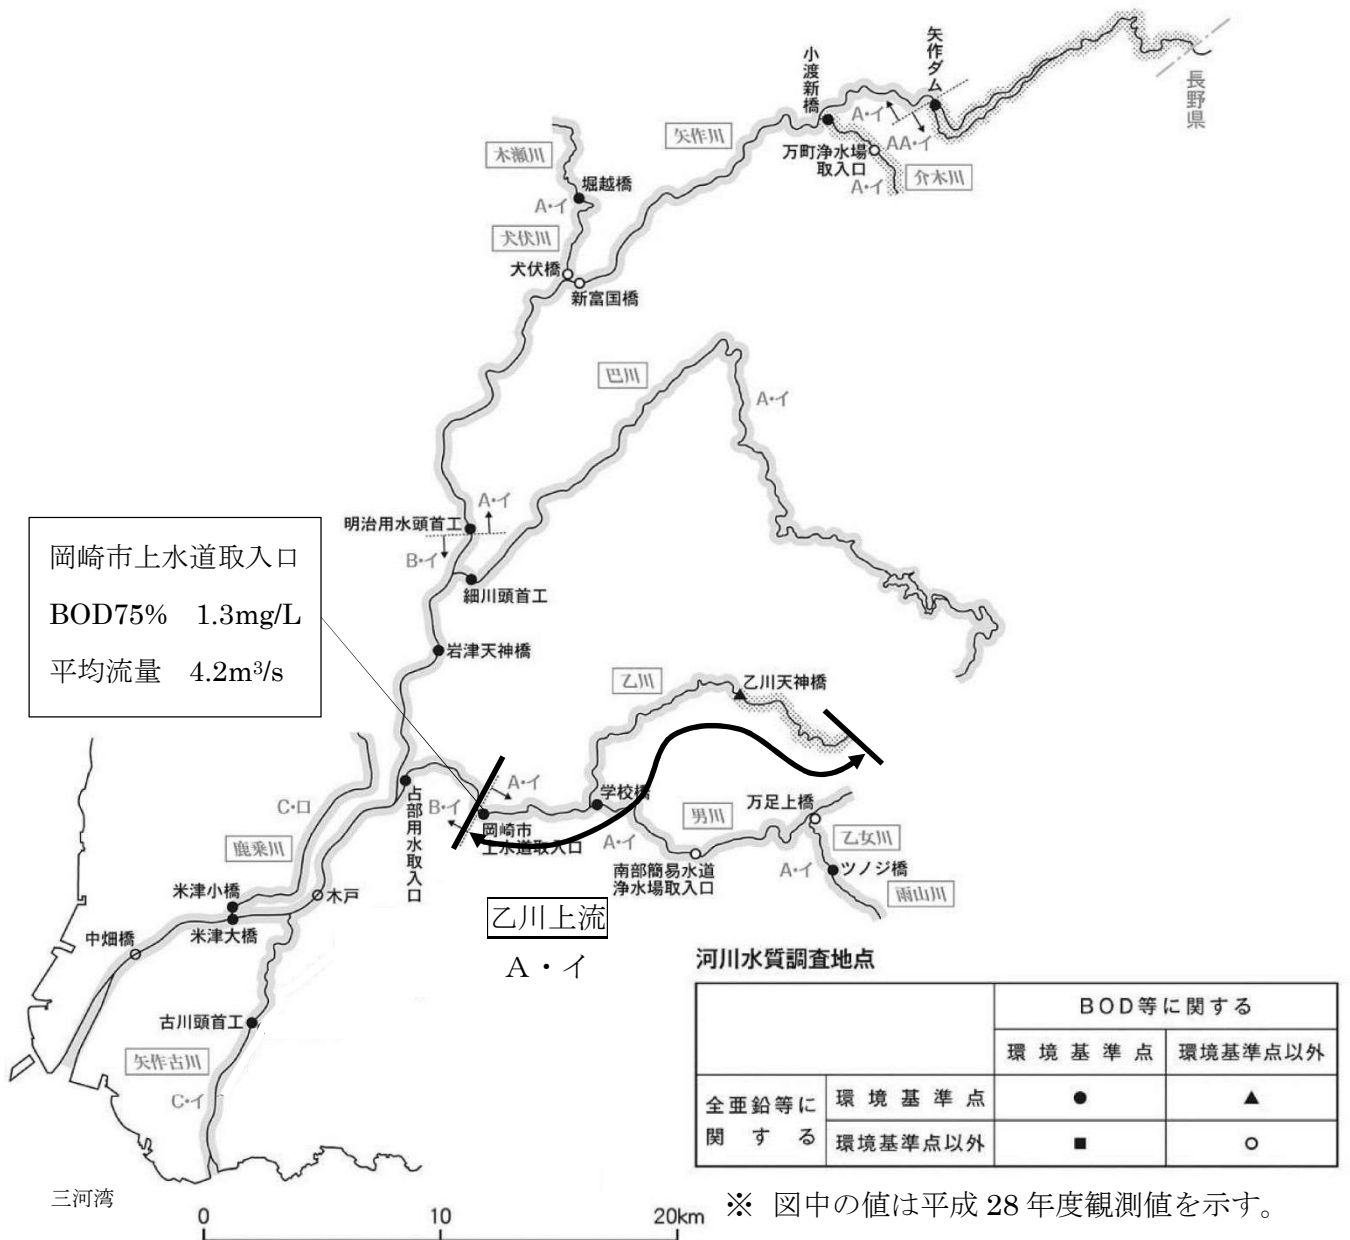 長野県
矢作ダム
小渡新橋
A・イ
AA・イ
矢作川
万町浄水場
取入口
A・イ
介木川
木瀬川
堀越橋
A・イ
犬伏川
犬伏橋
新富国橋
巴川
A・イ
A・イ
明治用水頭首工
B・イ
細川頭首工
岡崎市上水道取入口
BOD75% 1.3mg/L
平均流量 4.2m³/s
岩津天神橋
乙川
乙川天神橋
A・イ
学校橋
B・イ
岡崎市
上水道取入口
占部用水取入口
A・イ
男川
万足上橋
乙女川
南部簡易水道
浄水場取入口
A・イ
ツノジ橋
雨山川
C・ロ
鹿乗川
米津小橋
木戸
米津大橋
中畑橋
乙川上流
A・イ
古川頭首工
矢作古川
C・イ
三河湾
0 10 20km
河川水質調査地点
BOD等に関する
環境基準点 環境基準点以外
全亜鉛等に
関する
環境基準点 ● ▲
環境基準点以外 ■ ○
※ 図中の値は平成 28 年度観測値を示す。